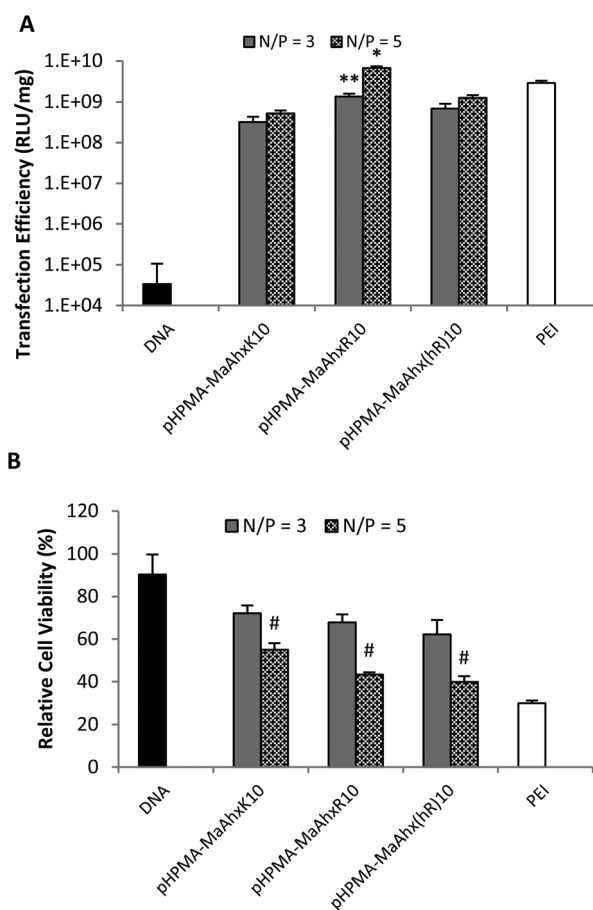 A
N/P = 3 N/P = 5
Transfection Efficiency (RLU/mg)
1.E+10
1.E+09
1.E+08
1.E+07
1.E+06
1.E+05
1.E+04
** *
DNA
pHPMA-MaAhxK10
pHPMA-MaAhxR10
pHPMA-MaAhx(hR)10
PEI
B
N/P = 3 N/P = 5
Relative Cell Viability (%)
120
100
80
60
40
20
0
# # #
DNA
pHPMA-MaAhxK10
pHPMA-MaAhxR10
pHPMA-MaAhx(hR)10
PEI